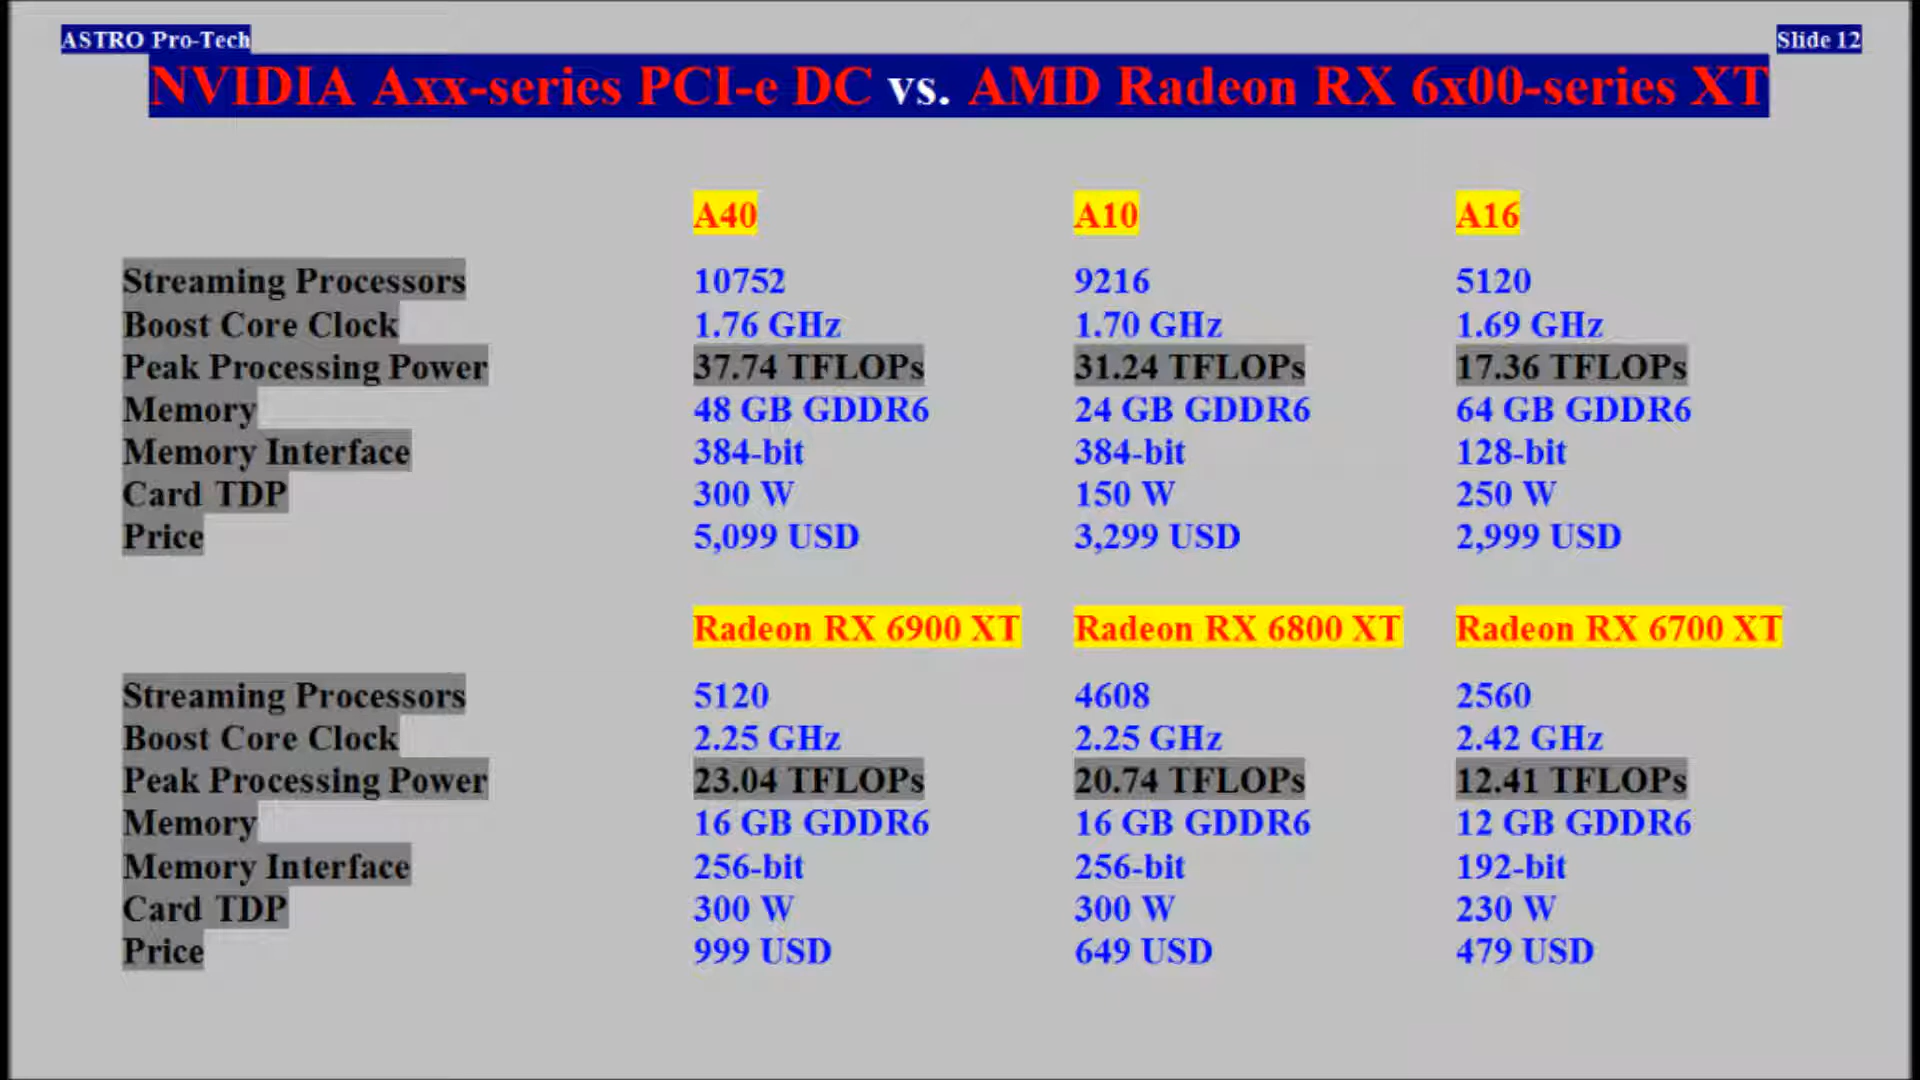 ASTRO Pro-Tech Slide 12
NVIDIA Axx-series PCI-e DC vs. AMD Radeon RX 6x00-series XT
A40 A10 A16
Streaming Processors 10752 9216 5120
Boost Core Clock 1.76 GHz 1.70 GHz 1.69 GHz
Peak Processing Power 37.74 TFLOPs 31.24 TFLOPs 17.36 TFLOPs
Memory 48 GB GDDR6 24 GB GDDR6 64 GB GDDR6
Memory Interface 384-bit 384-bit 128-bit
Card TDP 300 W 150 W 250 W
Price 5,099 USD 3,299 USD 2,999 USD
Radeon RX 6900 XT Radeon RX 6800 XT Radeon RX 6700 XT
Streaming Processors 5120 4608 2560
Boost Core Clock 2.25 GHz 2.25 GHz 2.42 GHz
Peak Processing Power 23.04 TFLOPs 20.74 TFLOPs 12.41 TFLOPs
Memory 16 GB GDDR6 16 GB GDDR6 12 GB GDDR6
Memory Interface 256-bit 256-bit 192-bit
Card TDP 300 W 300 W 230 W
Price 999 USD 649 USD 479 USD